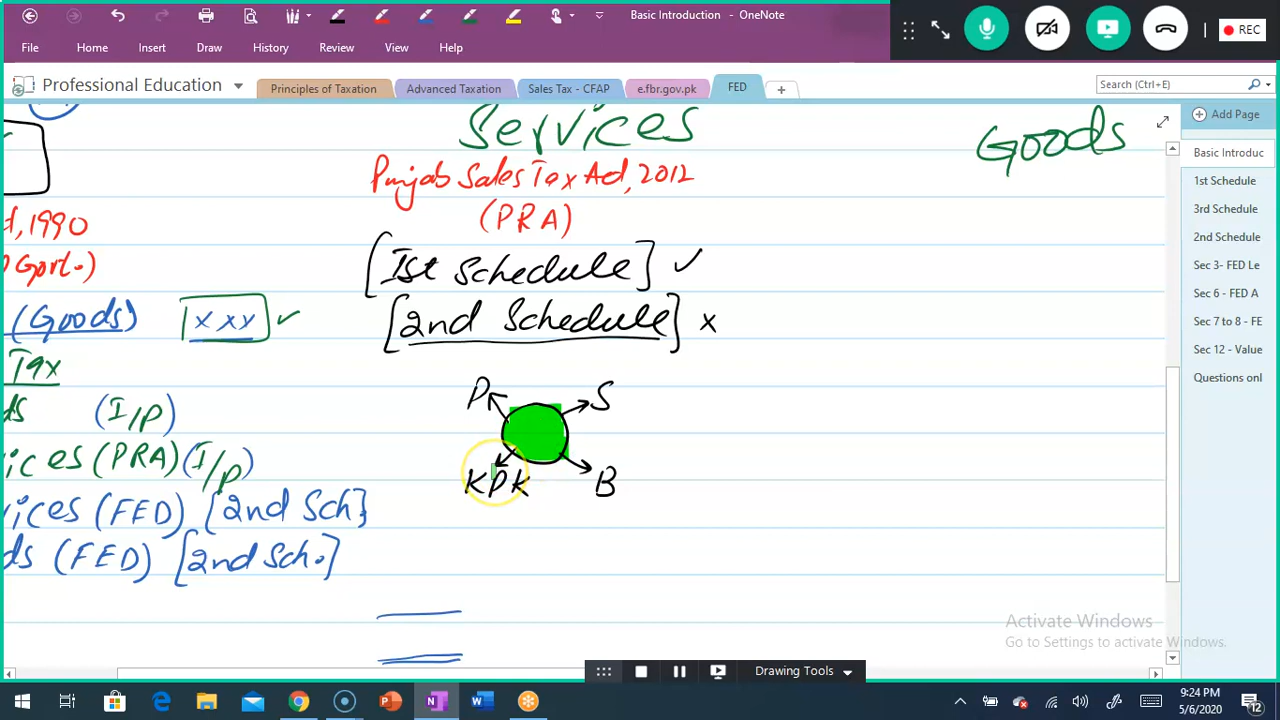 Basic Introduction - OneNote
REC
File Home Insert Draw History Review View Help
Professional Education
Principles of Taxation
Advanced Taxation
Sales Tax - CFAP
e.fbr.gov.pk
FED
Search (Ctrl+E)
Add Page
Basic Introduc
1st Schedule
3rd Schedule
2nd Schedule
Sec 3- FED Le
Sec 6 - FED A
Sec 7 to 8 - FE
Sec 12 - Value
Questions onl
Services
Goods
Punjab Sales Tax Act, 2012
(PRA)
, 1990
Gort.)
[Ist Schedule] ✓
(Goods) xxx ✓
[2nd Schedule] x
Tax
ds (I/P)
ices (PRA) (I/P)
ices (FED) [2nd Sch]
ds (FED) [2nd Sch.]
P S
KPK B
Activate Windows
Go to Settings to activate Windows.
Drawing Tools
9:24 PM
5/6/2020
12